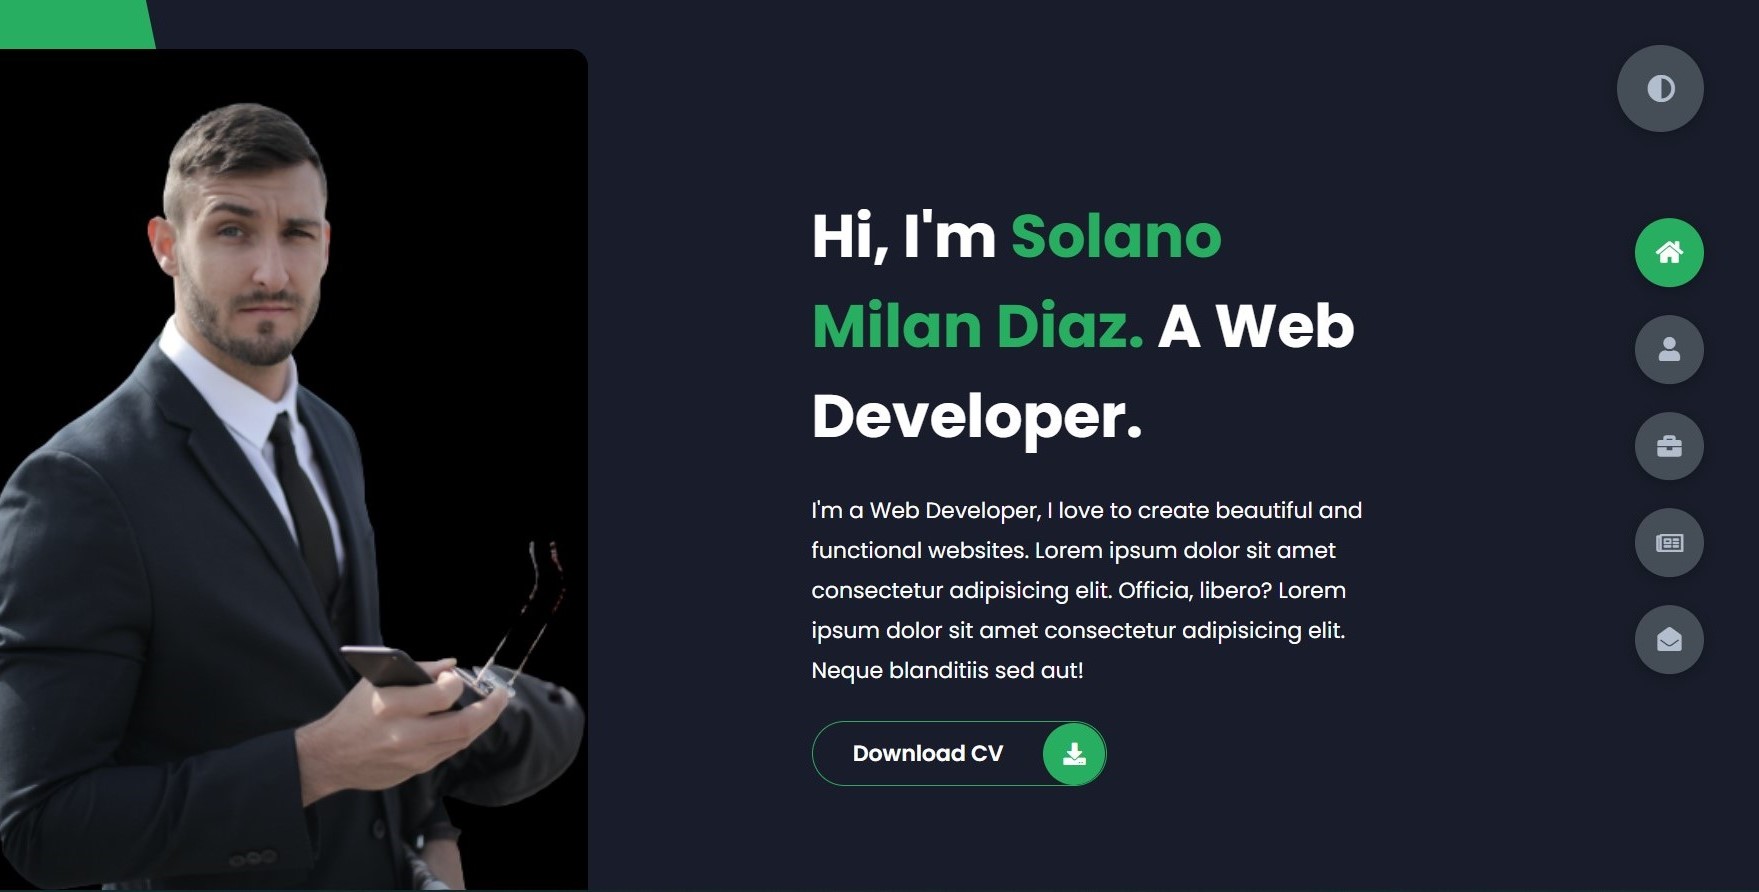 Hi, I'm Solano
Milan Diaz. A Web
Developer.
I'm a Web Developer, I love to create beautiful and
functional websites. Lorem ipsum dolor sit amet
consectetur adipisicing elit. Officia, libero? Lorem
ipsum dolor sit amet consectetur adipisicing elit.
Neque blanditiis sed aut!
Download CV